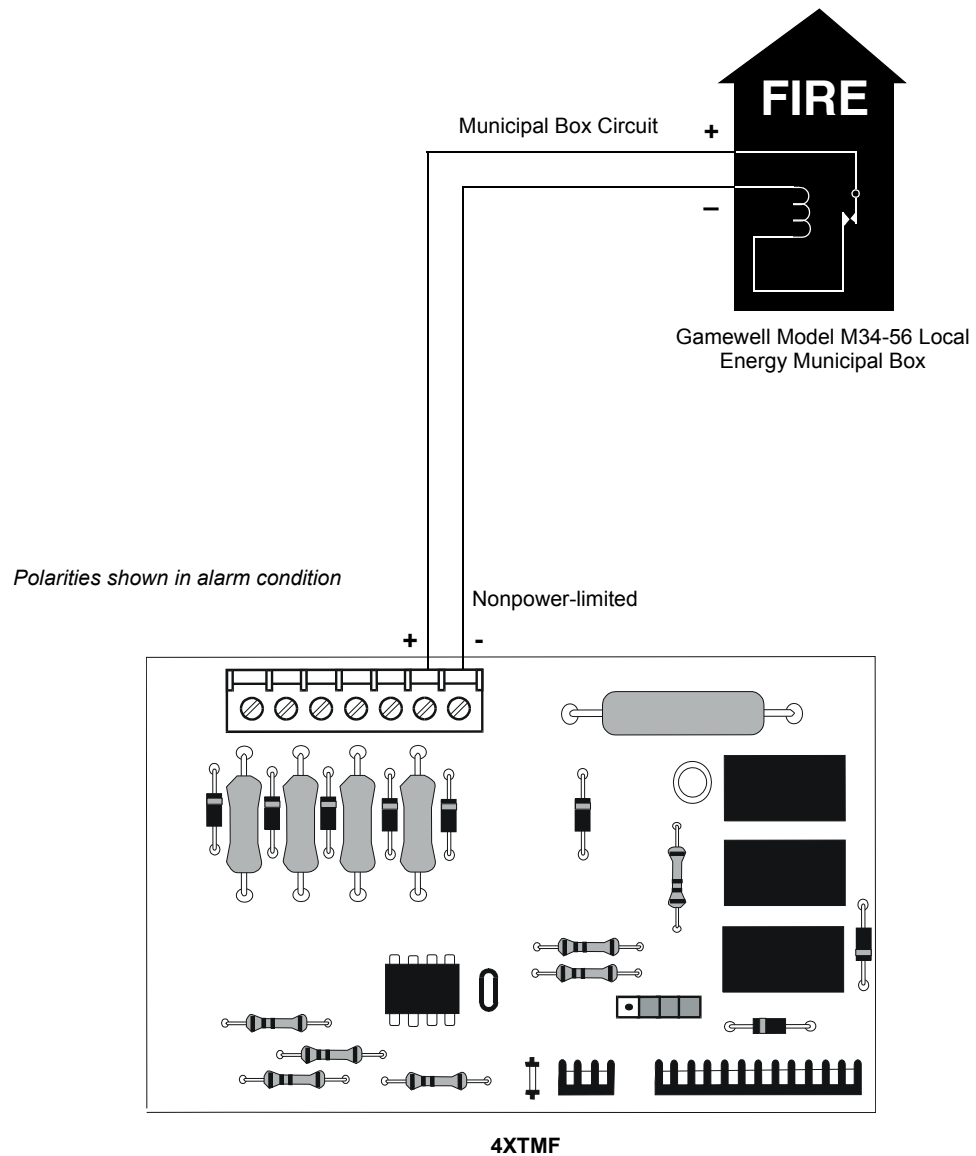 FIRE
Municipal Box Circuit
+
–
Gamewell Model M34-56 Local
Energy Municipal Box
Polarities shown in alarm condition
Nonpower-limited
+ -
4XTMF